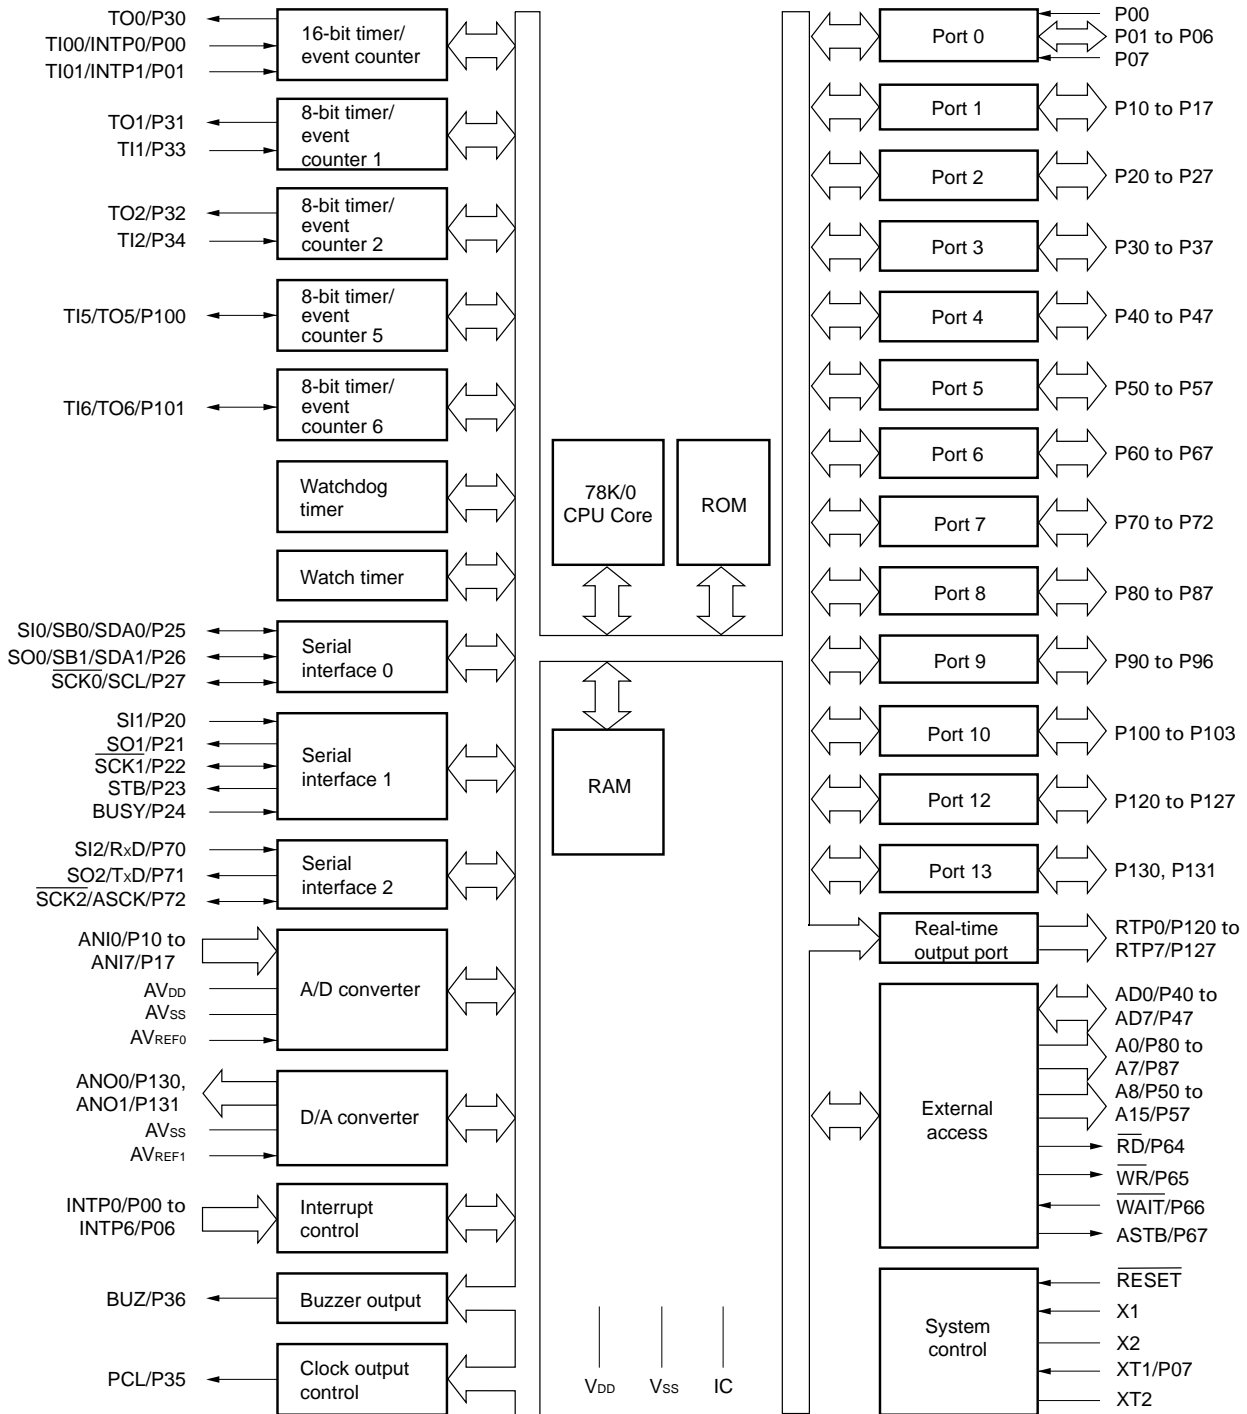 TO0/P30
TI00/INTP0/P00
TI01/INTP1/P01
16-bit timer/
event counter
TO1/P31
TI1/P33
8-bit timer/
event
counter 1
TO2/P32
TI2/P34
8-bit timer/
event
counter 2
TI5/TO5/P100
8-bit timer/
event
counter 5
TI6/TO6/P101
8-bit timer/
event
counter 6
Watchdog
timer
Watch timer
SI0/SB0/SDA0/P25
SO0/SB1/SDA1/P26
SCK0/SCL/P27
Serial
interface 0
SI1/P20
SO1/P21
SCK1/P22
STB/P23
BUSY/P24
Serial
interface 1
SI2/RxD/P70
SO2/TxD/P71
SCK2/ASCK/P72
Serial
interface 2
ANI0/P10 to
ANI7/P17
AVDD
AVSS
AVREF0
A/D converter
ANO0/P130,
ANO1/P131
AVSS
AVREF1
D/A converter
INTP0/P00 to
INTP6/P06
Interrupt
control
BUZ/P36
Buzzer output
PCL/P35
Clock output
control
78K/0
CPU Core
ROM
RAM
VDD
VSS
IC
Port 0
P00
P01 to P06
P07
Port 1
P10 to P17
Port 2
P20 to P27
Port 3
P30 to P37
Port 4
P40 to P47
Port 5
P50 to P57
Port 6
P60 to P67
Port 7
P70 to P72
Port 8
P80 to P87
Port 9
P90 to P96
Port 10
P100 to P103
Port 12
P120 to P127
Port 13
P130, P131
Real-time
output port
RTP0/P120 to
RTP7/P127
External
access
AD0/P40 to
AD7/P47
A0/P80 to
A7/P87
A8/P50 to
A15/P57
RD/P64
WR/P65
WAIT/P66
ASTB/P67
System
control
RESET
X1
X2
XT1/P07
XT2